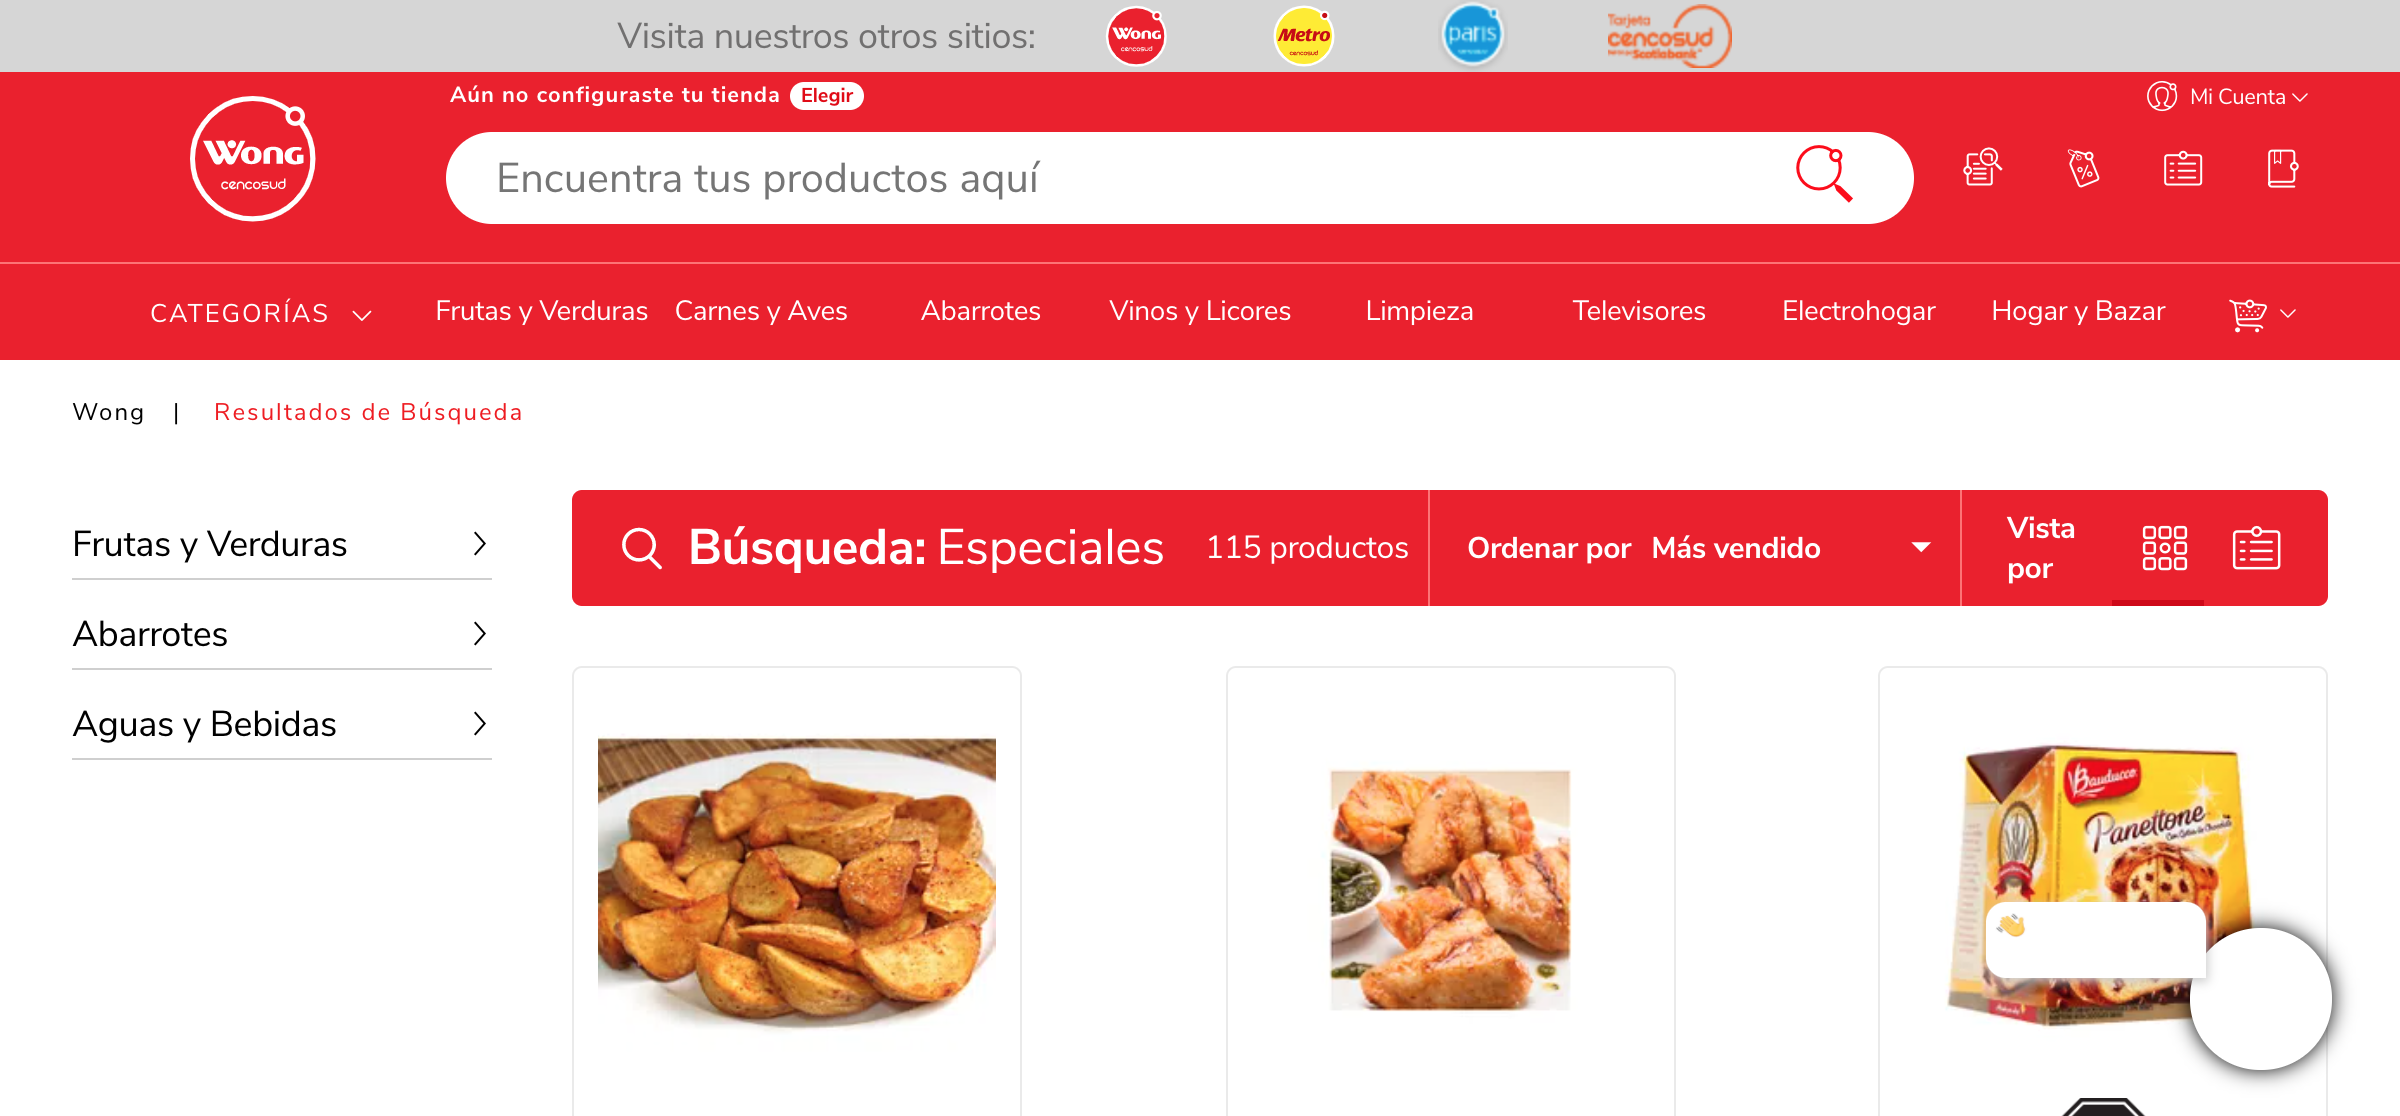 Visita nuestros otros sitios:
Wong
cencosud
Metro
cencosud
paris
Tarjeta
cencosud
Scotiabank
Aún no configuraste tu tienda Elegir
Mi Cuenta
Wong
cencosud
Encuentra tus productos aquí
CATEGORÍAS
Frutas y Verduras
Carnes y Aves
Abarrotes
Vinos y Licores
Limpieza
Televisores
Electrohogar
Hogar y Bazar
Wong | Resultados de Búsqueda
Frutas y Verduras
Abarrotes
Aguas y Bebidas
Búsqueda: Especiales 115 productos
Ordenar por Más vendido
Vista
por
Bauducco
Panettone